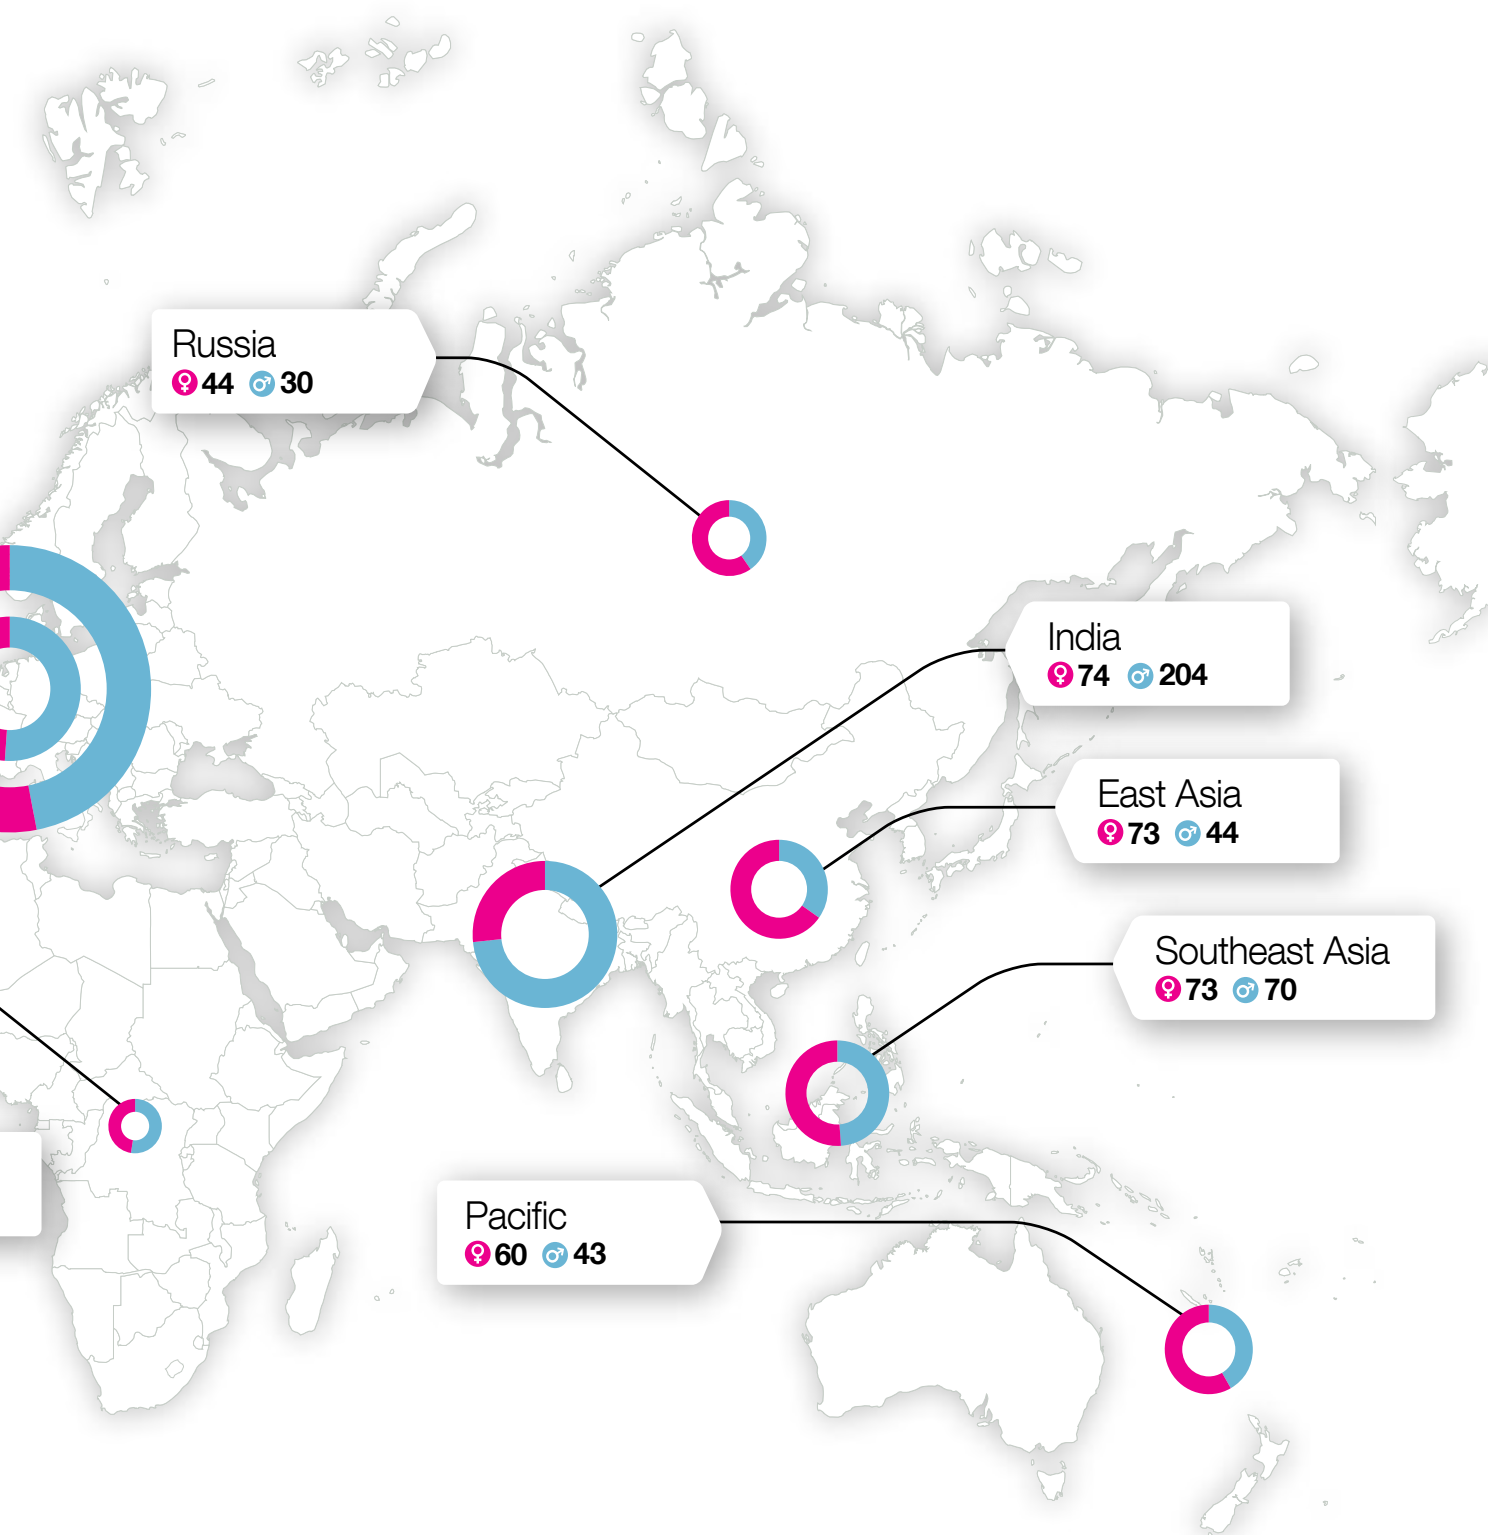 Russia
♀ 44 ♂ 30
India
♀ 74 ♂ 204
East Asia
♀ 73 ♂ 44
Southeast Asia
♀ 73 ♂ 70
Pacific
♀ 60 ♂ 43